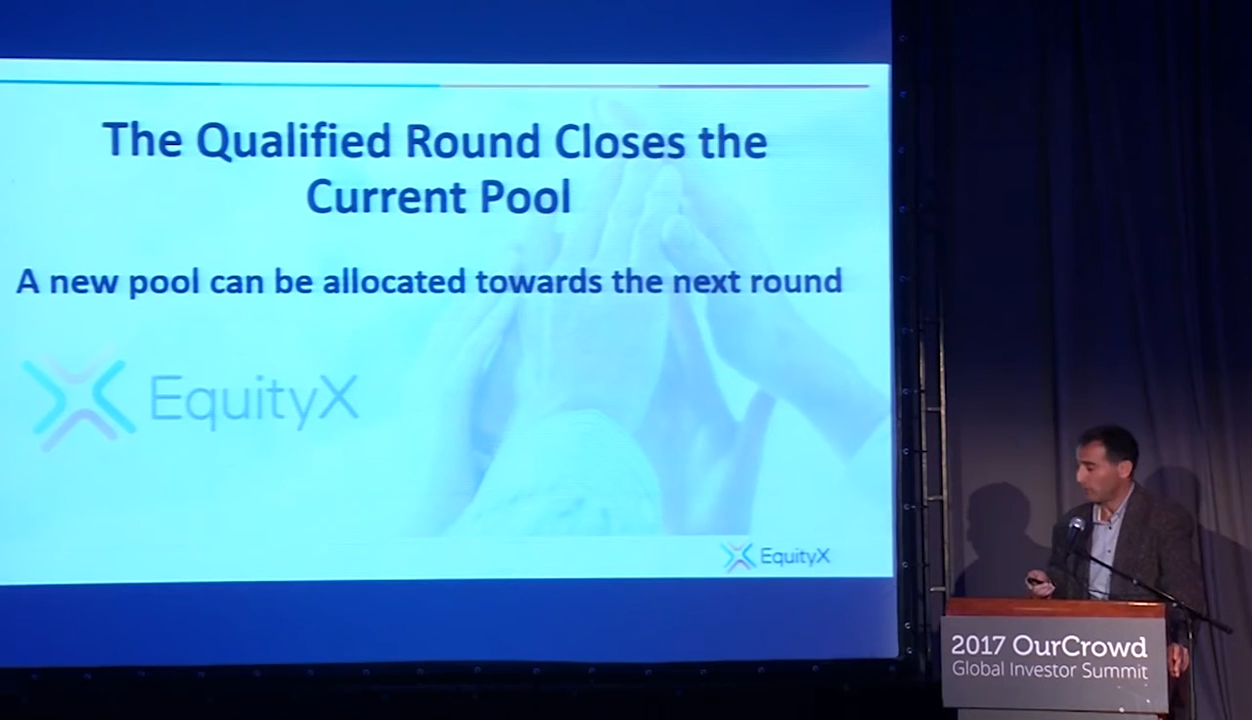 The Qualified Round Closes the
Current Pool
A new pool can be allocated towards the next round
EquityX
EquityX
2017 OurCrowd
Global Investor Summit